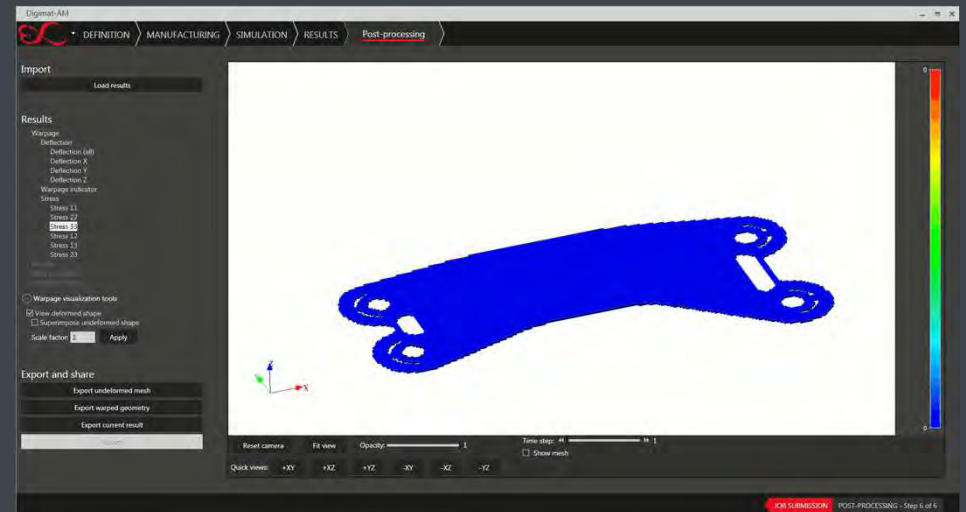 Digimat-AM
DEFINITION MANUFACTURING SIMULATION RESULTS Post-processing
Import
Load results
Results
Warpage
Deflection
Deflection (all)
Deflection X
Deflection Y
Deflection Z
Warpage indicator
Stress
Stress 11
Stress 22
Stress 33
Stress 12
Stress 13
Stress 23
Warpage visualization tools
View deformed shape
Superimpose undeformed shape
Scale factor: 1 Apply
Export and share
Export undeformed mesh
Export warped geometry
Export current result
0
0
Z
X
Reset camera Fit view Opacity: 1 Time step: 1
Show mesh
Quick views: +XY +XZ +YZ -XY -XZ -YZ
JOB SUBMISSION POST-PROCESSING - Step 6 of 6